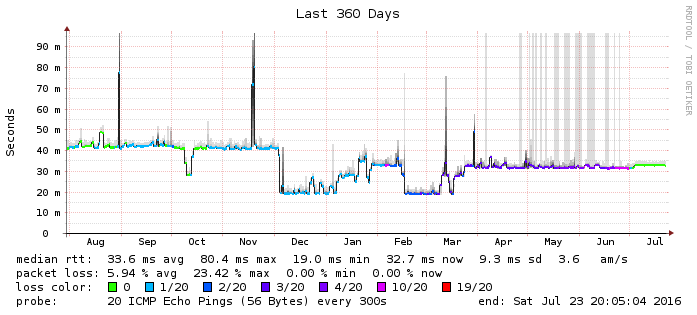 Last 360 Days
RRDTOOL / TOBI OETIKER
Seconds
90 m
80 m
70 m
60 m
50 m
40 m
30 m
20 m
10 m
0
Aug Sep Oct Nov Dec Jan Feb Mar Apr May Jun Jul
median rtt: 33.6 ms avg 80.4 ms max 19.0 ms min 32.7 ms now 9.3 ms sd 3.6 am/s
packet loss: 5.94 % avg 23.42 % max 0.00 % min 0.00 % now
loss color: 0 1/20 2/20 3/20 4/20 10/20 19/20
probe: 20 ICMP Echo Pings (56 Bytes) every 300s end: Sat Jul 23 20:05:04 2016